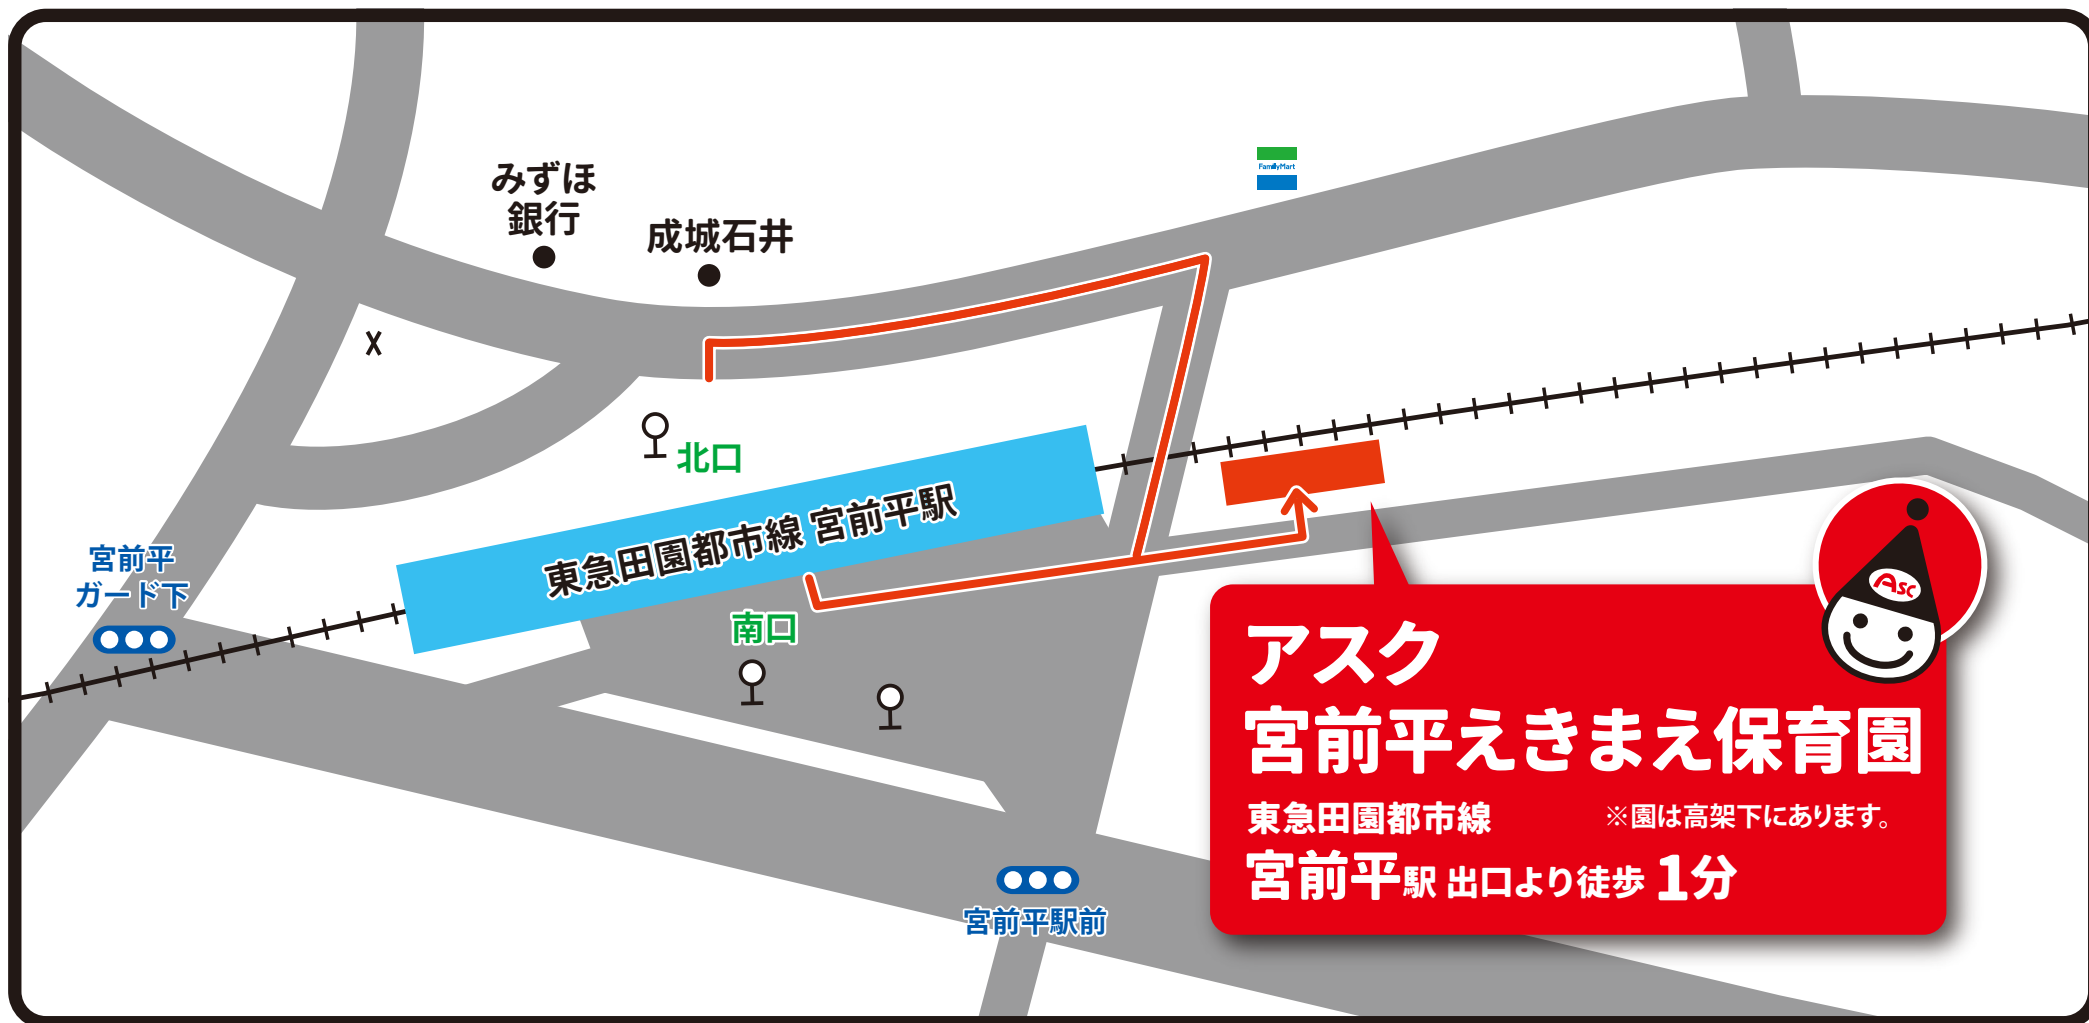 みずほ
銀行
成城石井
FamilyMart
北口
東急田園都市線 宮前平駅
宮前平
ガード下
南口
ASC
アスク
宮前平えきまえ保育園
東急田園都市線
※園は高架下にあります。
宮前平駅 出口より徒歩 1分
宮前平駅前